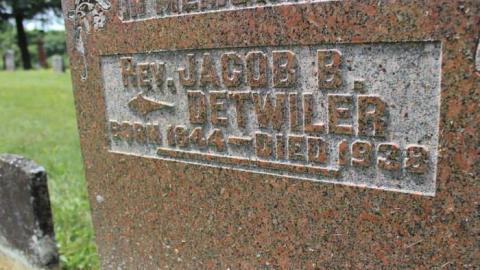 REV. JACOB B.
DETWILER
BORN 1844 - DIED 1938